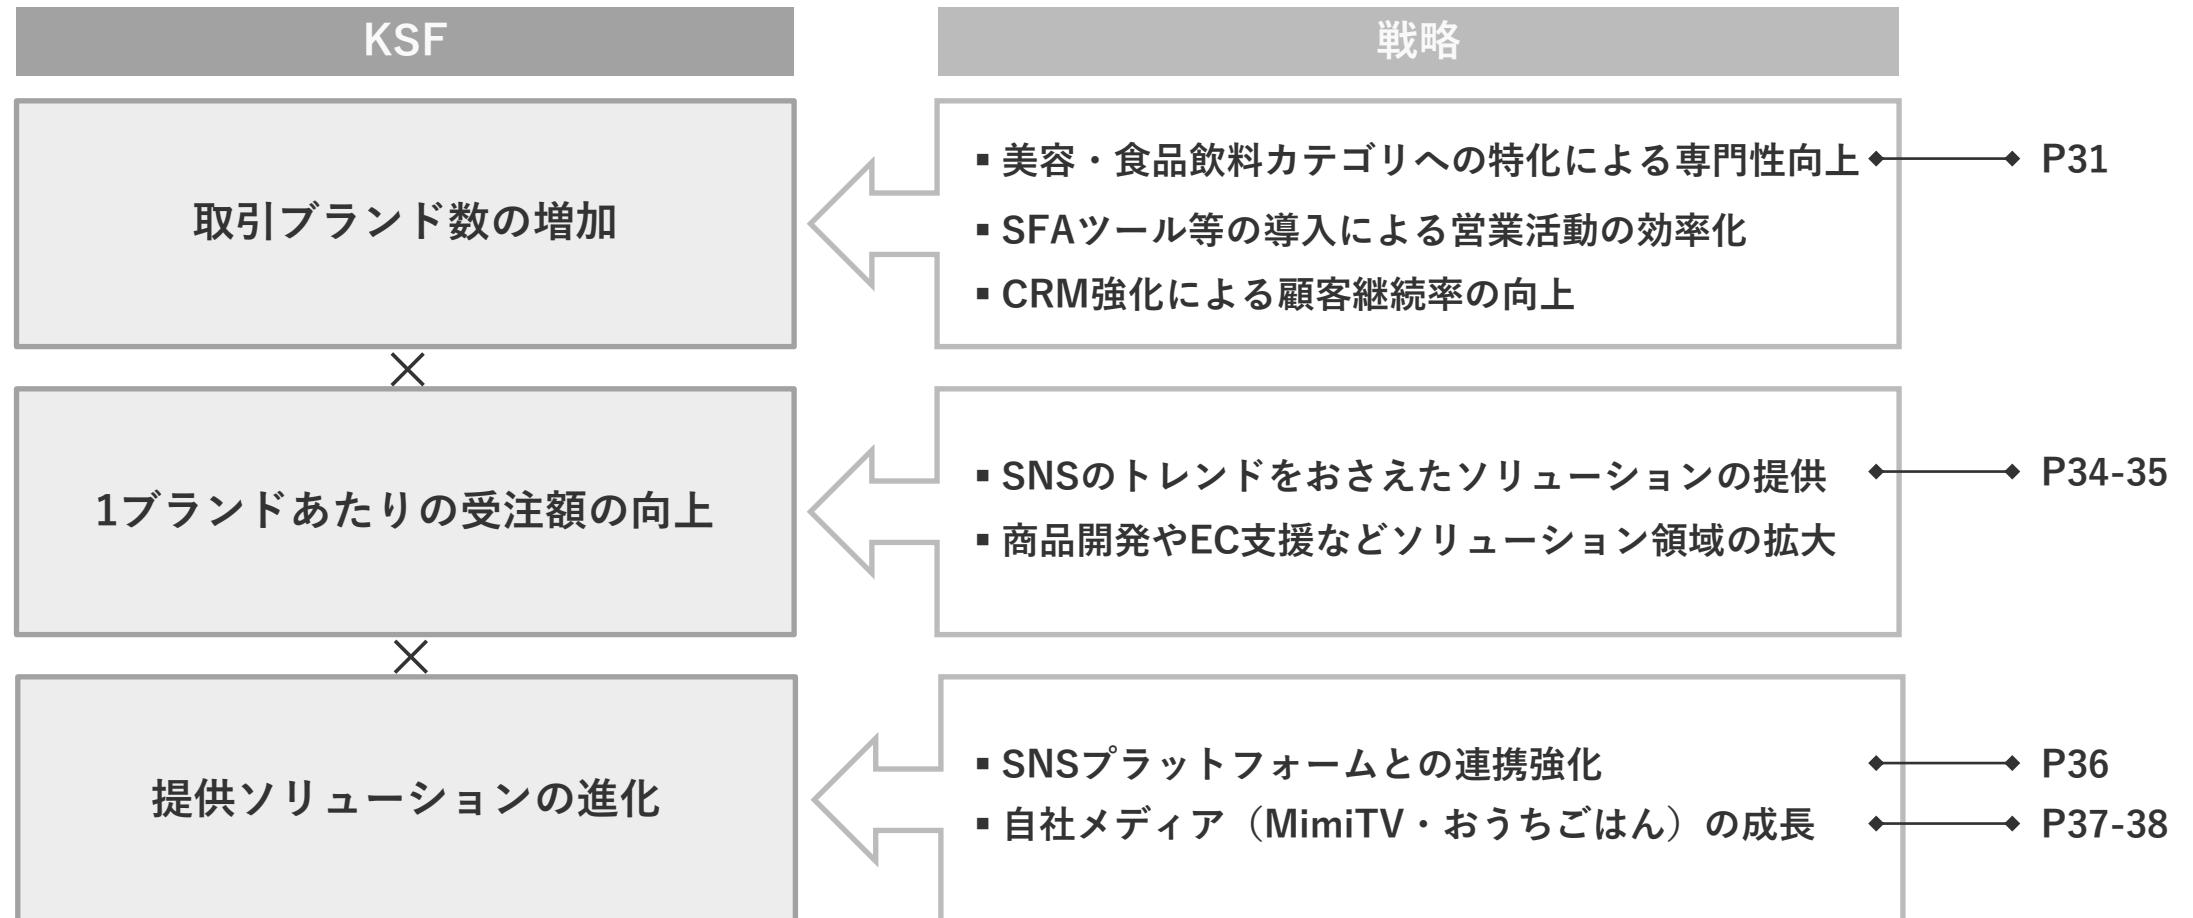 KSF
戦略
取引ブランド数の増加
▪ 美容・食品飲料カテゴリへの特化による専門性向上
P31
▪ SFAツール等の導入による営業活動の効率化
▪ CRM強化による顧客継続率の向上
×
1ブランドあたりの受注額の向上
▪ SNSのトレンドをおさえたソリューションの提供
P34-35
▪ 商品開発やEC支援などソリューション領域の拡大
×
提供ソリューションの進化
▪ SNSプラットフォームとの連携強化
P36
▪ 自社メディア（MimiTV・おうちごはん）の成長
P37-38